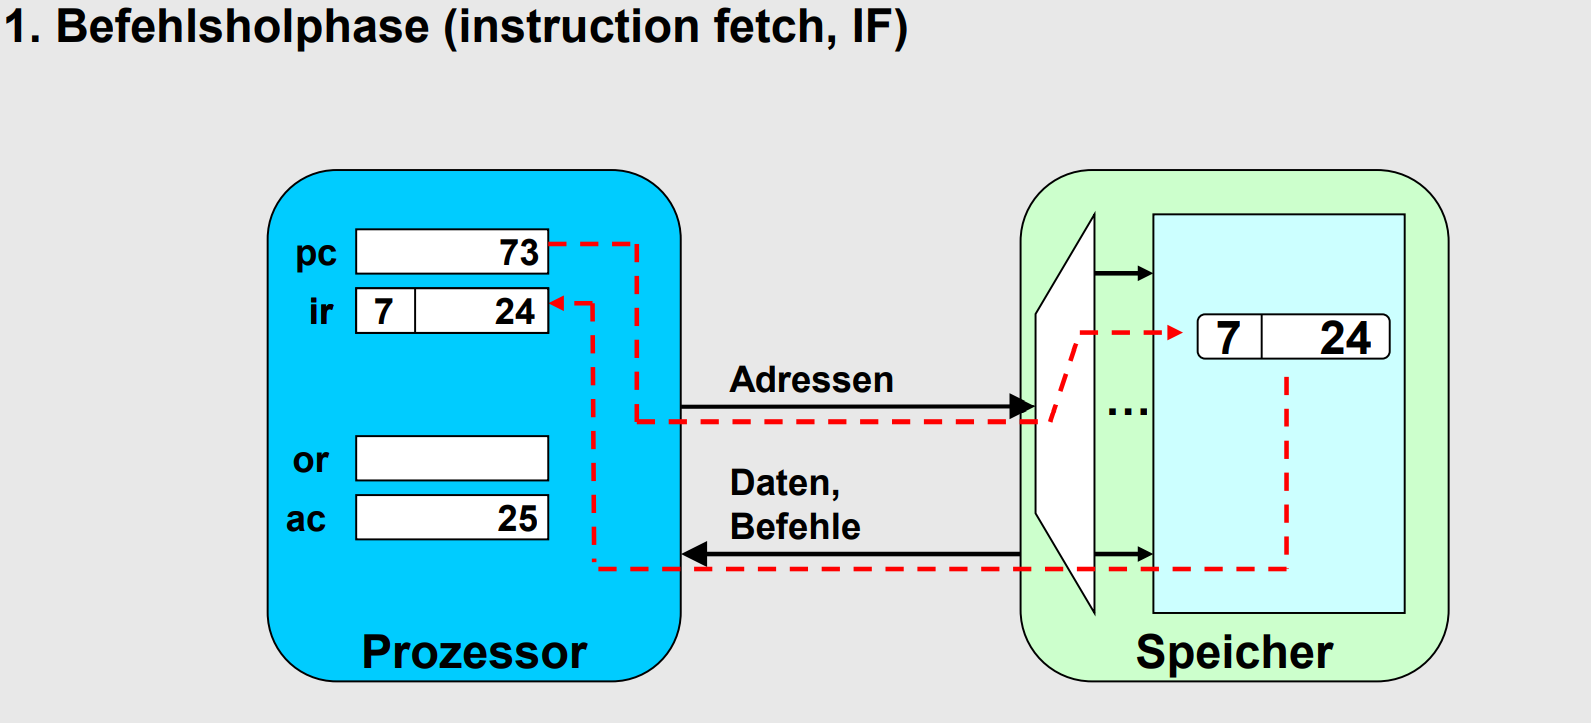 1. Befehlsholphase (instruction fetch, IF)
pc 73
ir 7 24
or
ac 25
Prozessor
Adressen
Daten,
Befehle
7 24
...
Speicher